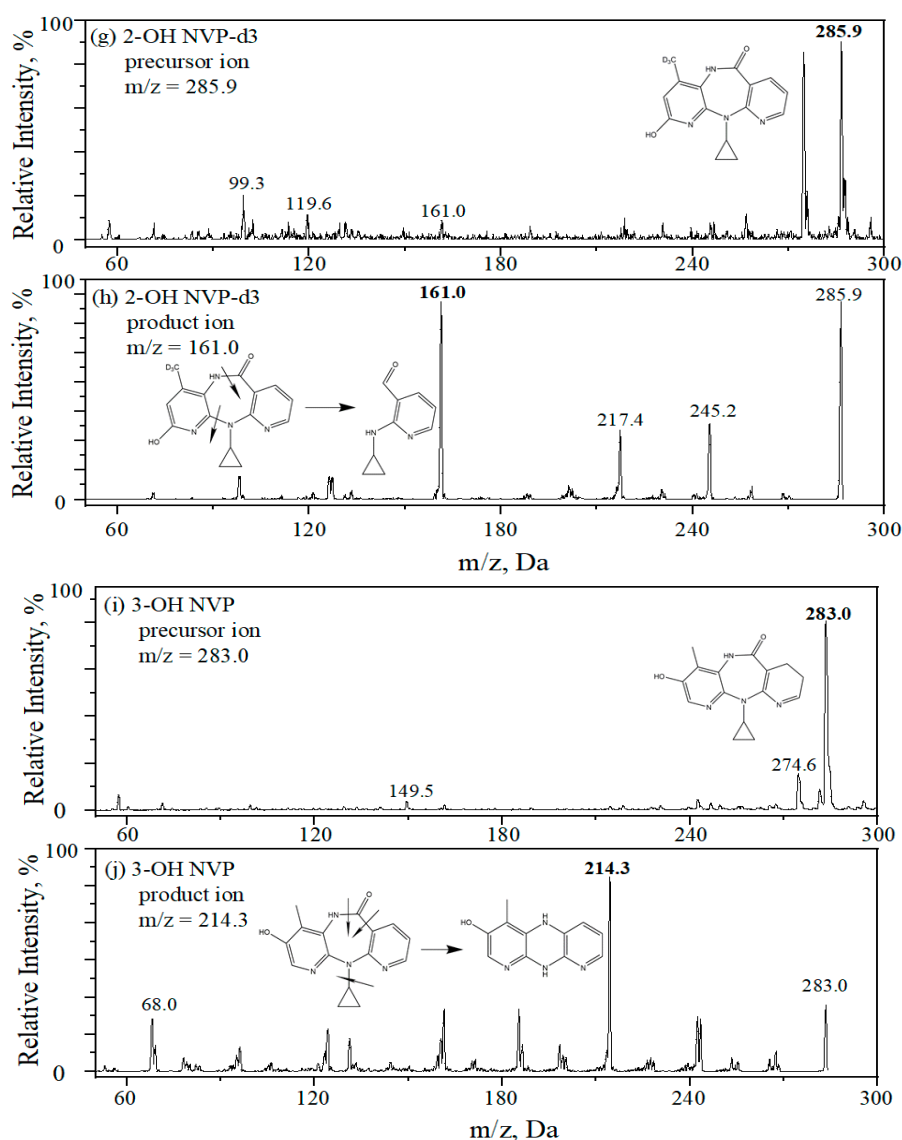 Relative Intensity, %
100
0
(g) 2-OH NVP-d3
precursor ion
m/z = 285.9
99.3
119.6
161.0
285.9
D3C
HN
O
HO
N
N
N
60 120 180 240 300
Relative Intensity, %
100
0
(h) 2-OH NVP-d3
product ion
m/z = 161.0
161.0
217.4
245.2
285.9
D3C
HN
O
HO
N
N
N
O
HN
N
60 120 180 240 300
m/z, Da
Relative Intensity, %
100
0
(i) 3-OH NVP
precursor ion
m/z = 283.0
149.5
274.6
283.0
HN
O
HO
N
N
N
60 120 180 240 300
Relative Intensity, %
100
0
(j) 3-OH NVP
product ion
m/z = 214.3
68.0
214.3
283.0
HN
O
HO
N
N
N
HO
H
N
N
N
H
N
60 120 180 240 300
m/z, Da